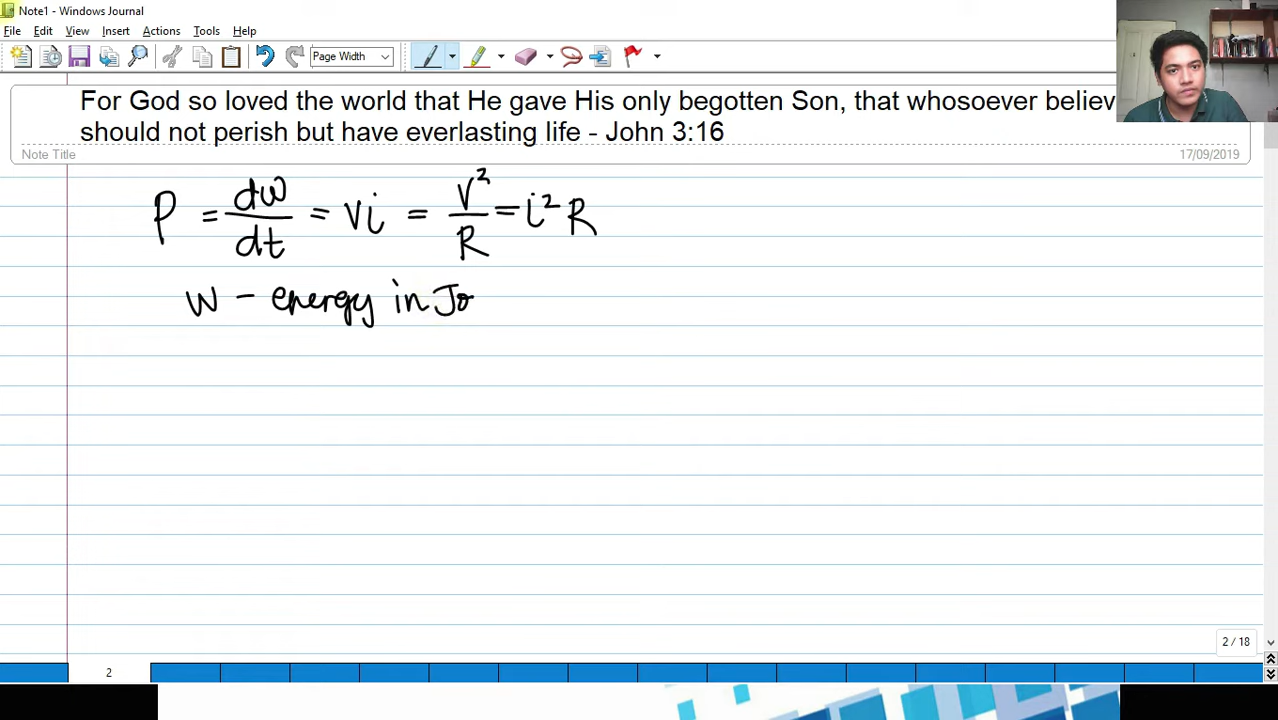 Note1 - Windows Journal
File Edit View Insert Actions Tools Help
Page Width
For God so loved the world that He gave His only begotten Son, that whosoever believ
should not perish but have everlasting life - John 3:16
Note Title 17/09/2019
P = dw/dt = Vi = V²/R = i²R
W - energy in Jo
2 / 18
2